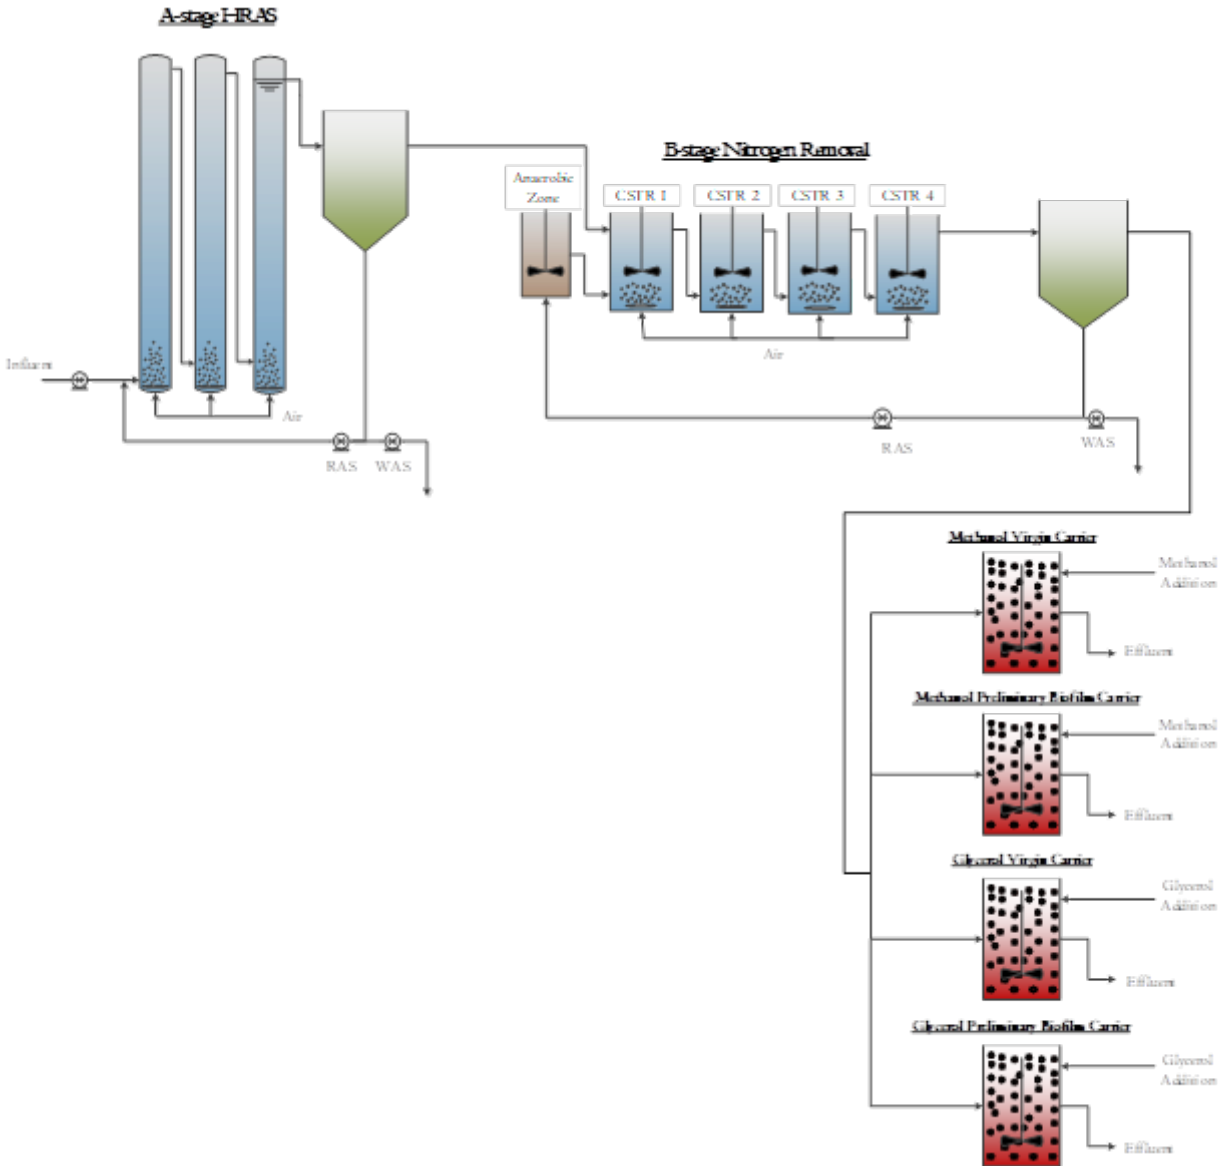 A-stage HRAS
B-stage Nitrogen Removal
Anaerobic
Zone
CSTR 1
CSTR 2
CSTR 3
CSTR 4
Influent
Air
Air
RAS
WAS
RAS
WAS
Methanol Virgin Carrier
Methanol
Addition
Effluent
Methanol Preliminary Biofilm Carrier
Methanol
Addition
Effluent
Glycerol Virgin Carrier
Glycerol
Addition
Effluent
Glycerol Preliminary Biofilm Carrier
Glycerol
Addition
Effluent